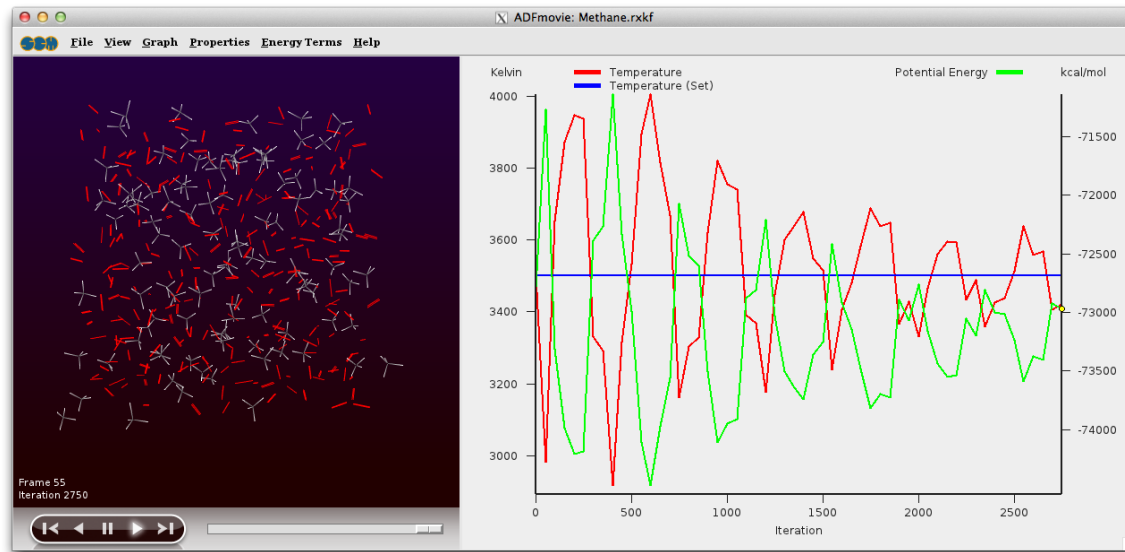 ADFmovie: Methane.rxkf
SCM File View Graph Properties Energy Terms Help
Kelvin Temperature Potential Energy kcal/mol
Temperature (Set)
4000
3800
3600
3400
3200
3000
-71500
-72000
-72500
-73000
-73500
-74000
0 500 1000 1500 2000 2500
Iteration
Frame 55
Iteration 2750